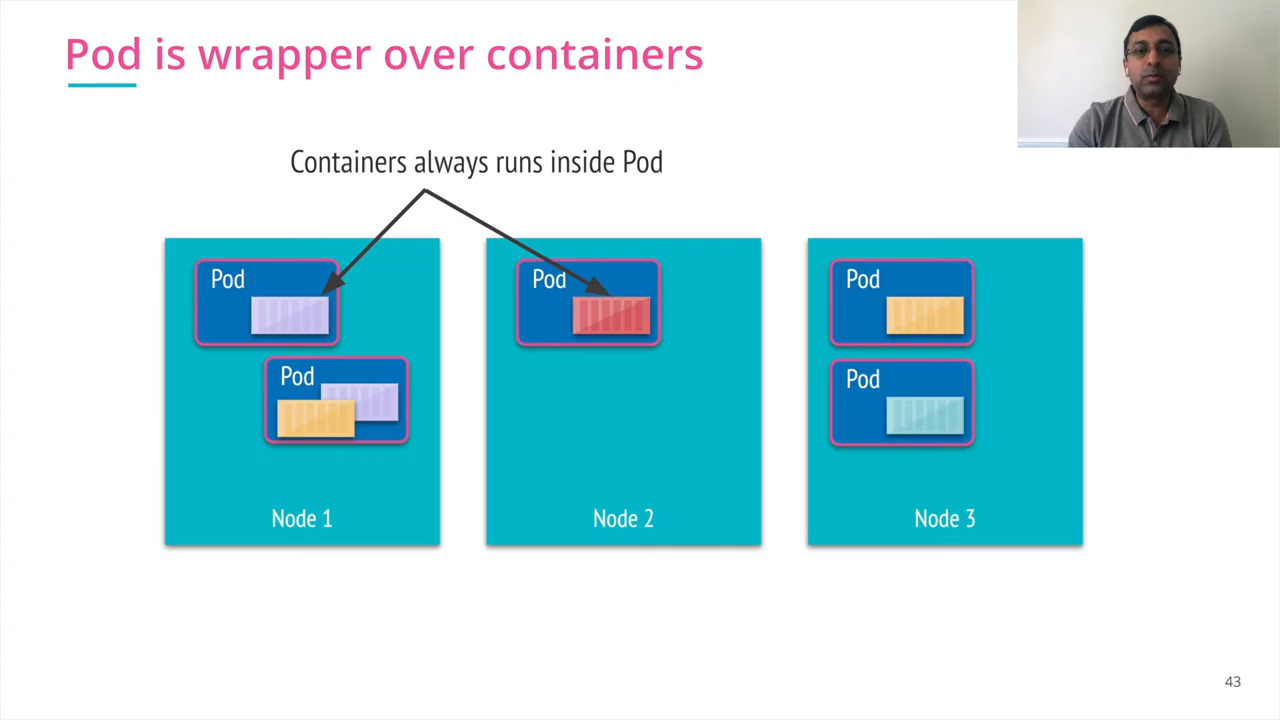 Pod is wrapper over containers
Containers always runs inside Pod
Pod
Pod
Node 1
Pod
Node 2
Pod
Pod
Node 3
43